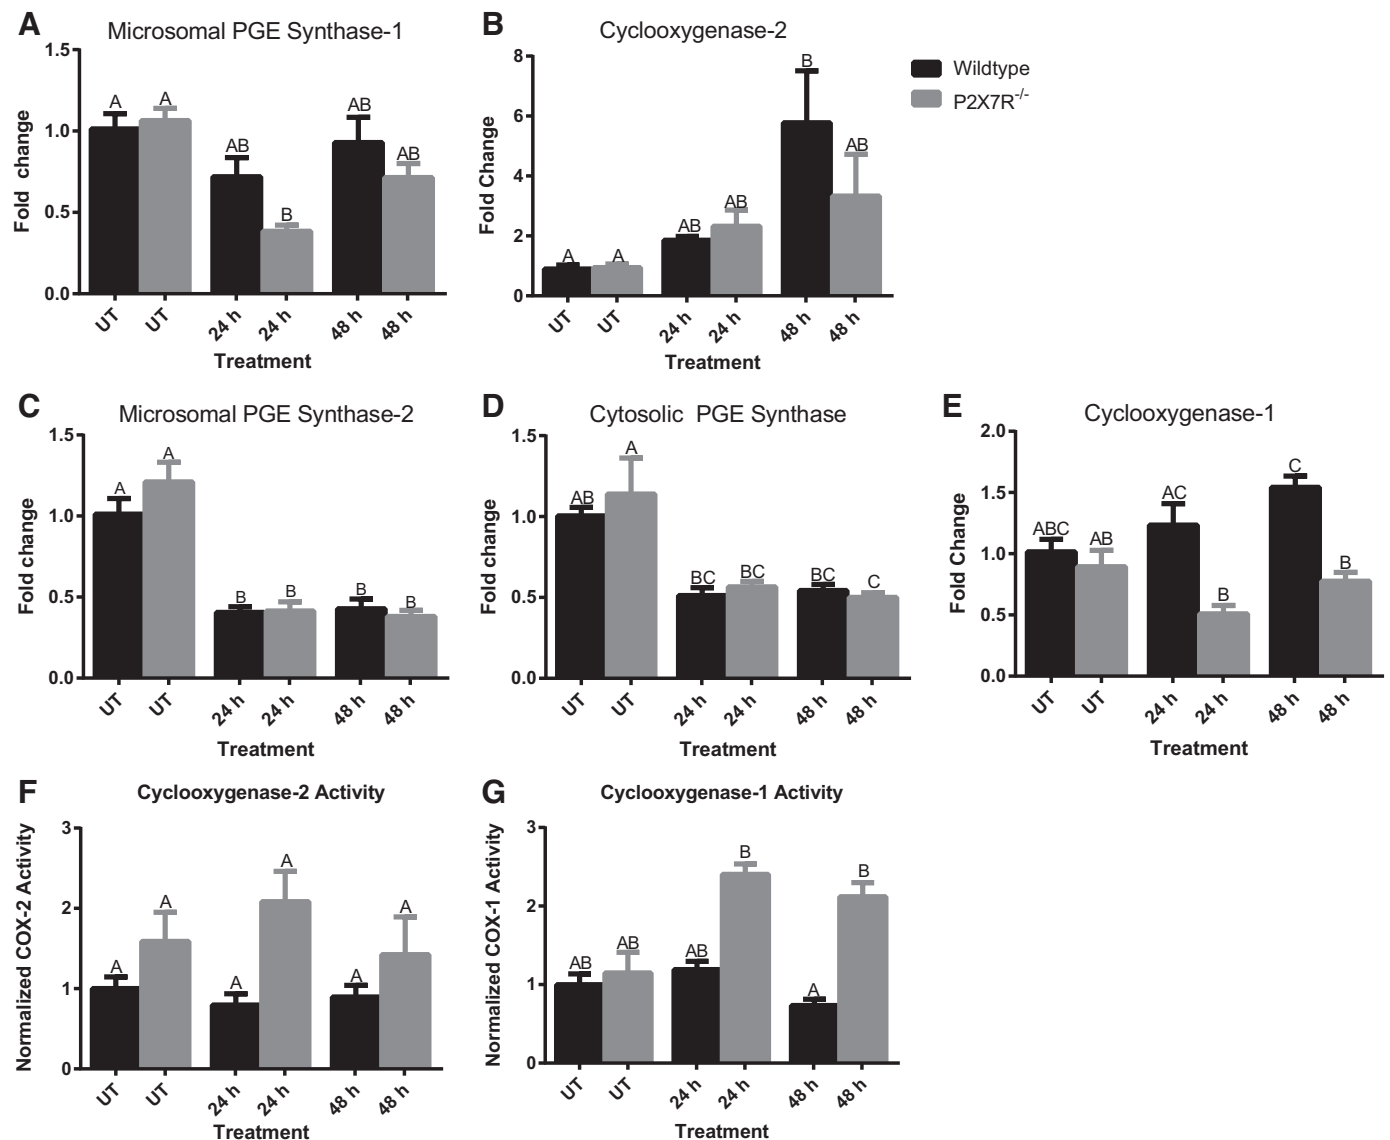 A
Microsomal PGE Synthase-1
Fold change
1.5
1.0
0.5
0.0
A
A
AB
B
AB
AB
UT
UT
24 h
24 h
48 h
48 h
Treatment
B
Cyclooxygenase-2
Fold Change
8
6
4
2
0
A
A
AB
AB
B
AB
UT
UT
24 h
24 h
48 h
48 h
Treatment
Wildtype
P2X7R-/-
C
Microsomal PGE Synthase-2
Fold change
1.5
1.0
0.5
0.0
A
A
B
B
B
B
UT
UT
24 h
24 h
48 h
48 h
Treatment
D
Cytosolic PGE Synthase
Fold change
1.5
1.0
0.5
0.0
AB
A
BC
BC
BC
C
UT
UT
24 h
24 h
48 h
48 h
Treatment
E
Cyclooxygenase-1
Fold Change
2.0
1.5
1.0
0.5
0.0
ABC
AB
AC
B
C
B
UT
UT
24 h
24 h
48 h
48 h
Treatment
F
Cyclooxygenase-2 Activity
Normalized COX-2 Activity
3
2
1
0
A
A
A
A
A
A
UT
UT
24 h
24 h
48 h
48 h
Treatment
G
Cyclooxygenase-1 Activity
Normalized COX-1 Activity
3
2
1
0
AB
AB
AB
B
A
B
UT
UT
24 h
24 h
48 h
48 h
Treatment